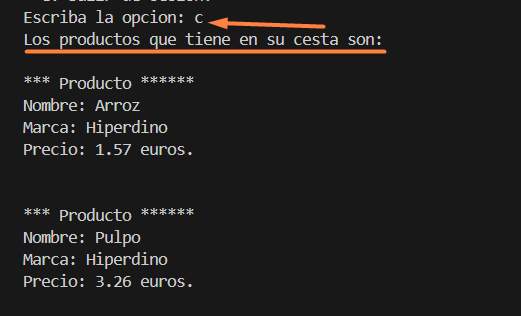 Escriba la opcion: c
Los productos que tiene en su cesta son:
*** Producto ******
Nombre: Arroz
Marca: Hiperdino
Precio: 1.57 euros.
*** Producto ******
Nombre: Pulpo
Marca: Hiperdino
Precio: 3.26 euros.